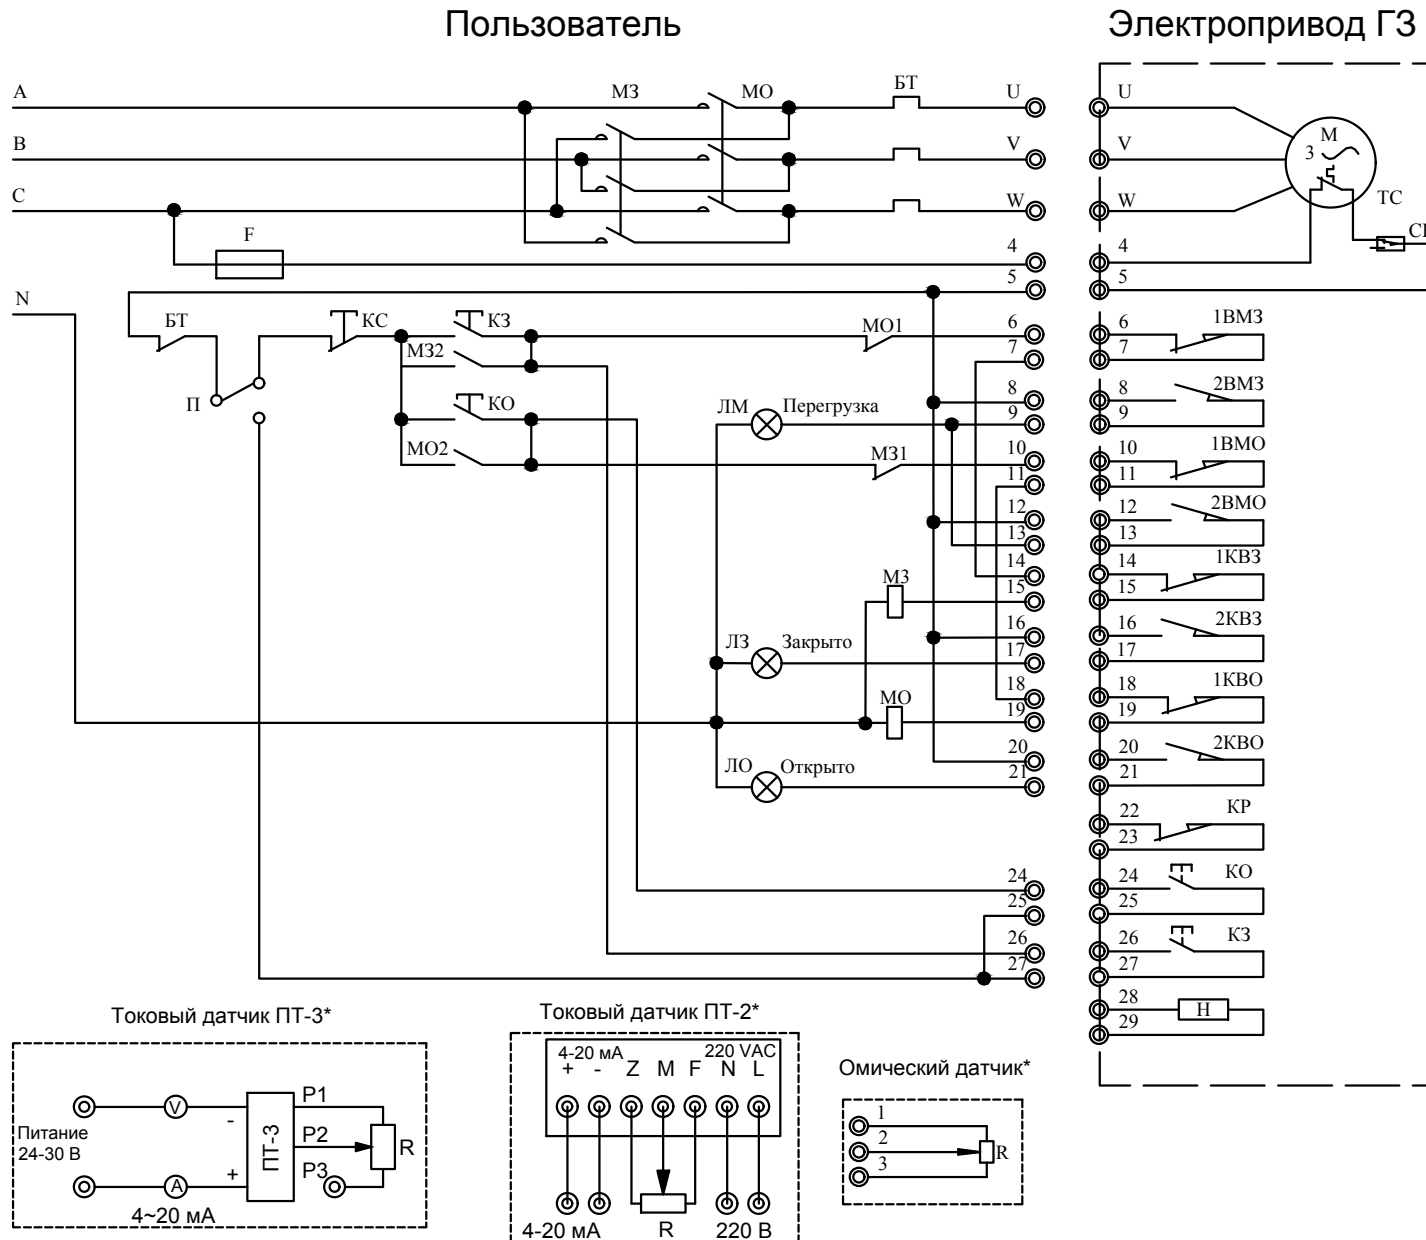 Пользователь
Электропривод ГЗ
A
МЗ
МО
БТ
U
U
B
V
V
М
3
C
W
W
ТС
F
4
4
5
5
N
БТ
КС
КЗ
МО1
6
6
1ВМЗ
МЗ2
7
7
П
КО
ЛМ
Перегрузка
8
8
2ВМЗ
9
9
МО2
МЗ1
10
10
1ВМО
11
11
12
12
2ВМО
13
13
14
14
1КВЗ
МЗ
15
15
16
16
2КВЗ
ЛЗ
Закрыто
17
17
18
18
1КВО
МО
19
19
20
20
2КВО
ЛО
Открыто
21
21
22
КР
23
24
24
КО
25
25
26
26
КЗ
27
27
28
Н
29
Токовый датчик ПТ-3*
P1
V
-
Питание
24-30 В
ПТ-3
P2
R
P3
А
+
4~20 мА
Токовый датчик ПТ-2*
4-20 мА
220 VAC
+ - Z M F N L
4-20 мА
R
220 В
Омический датчик*
1
2
R
3